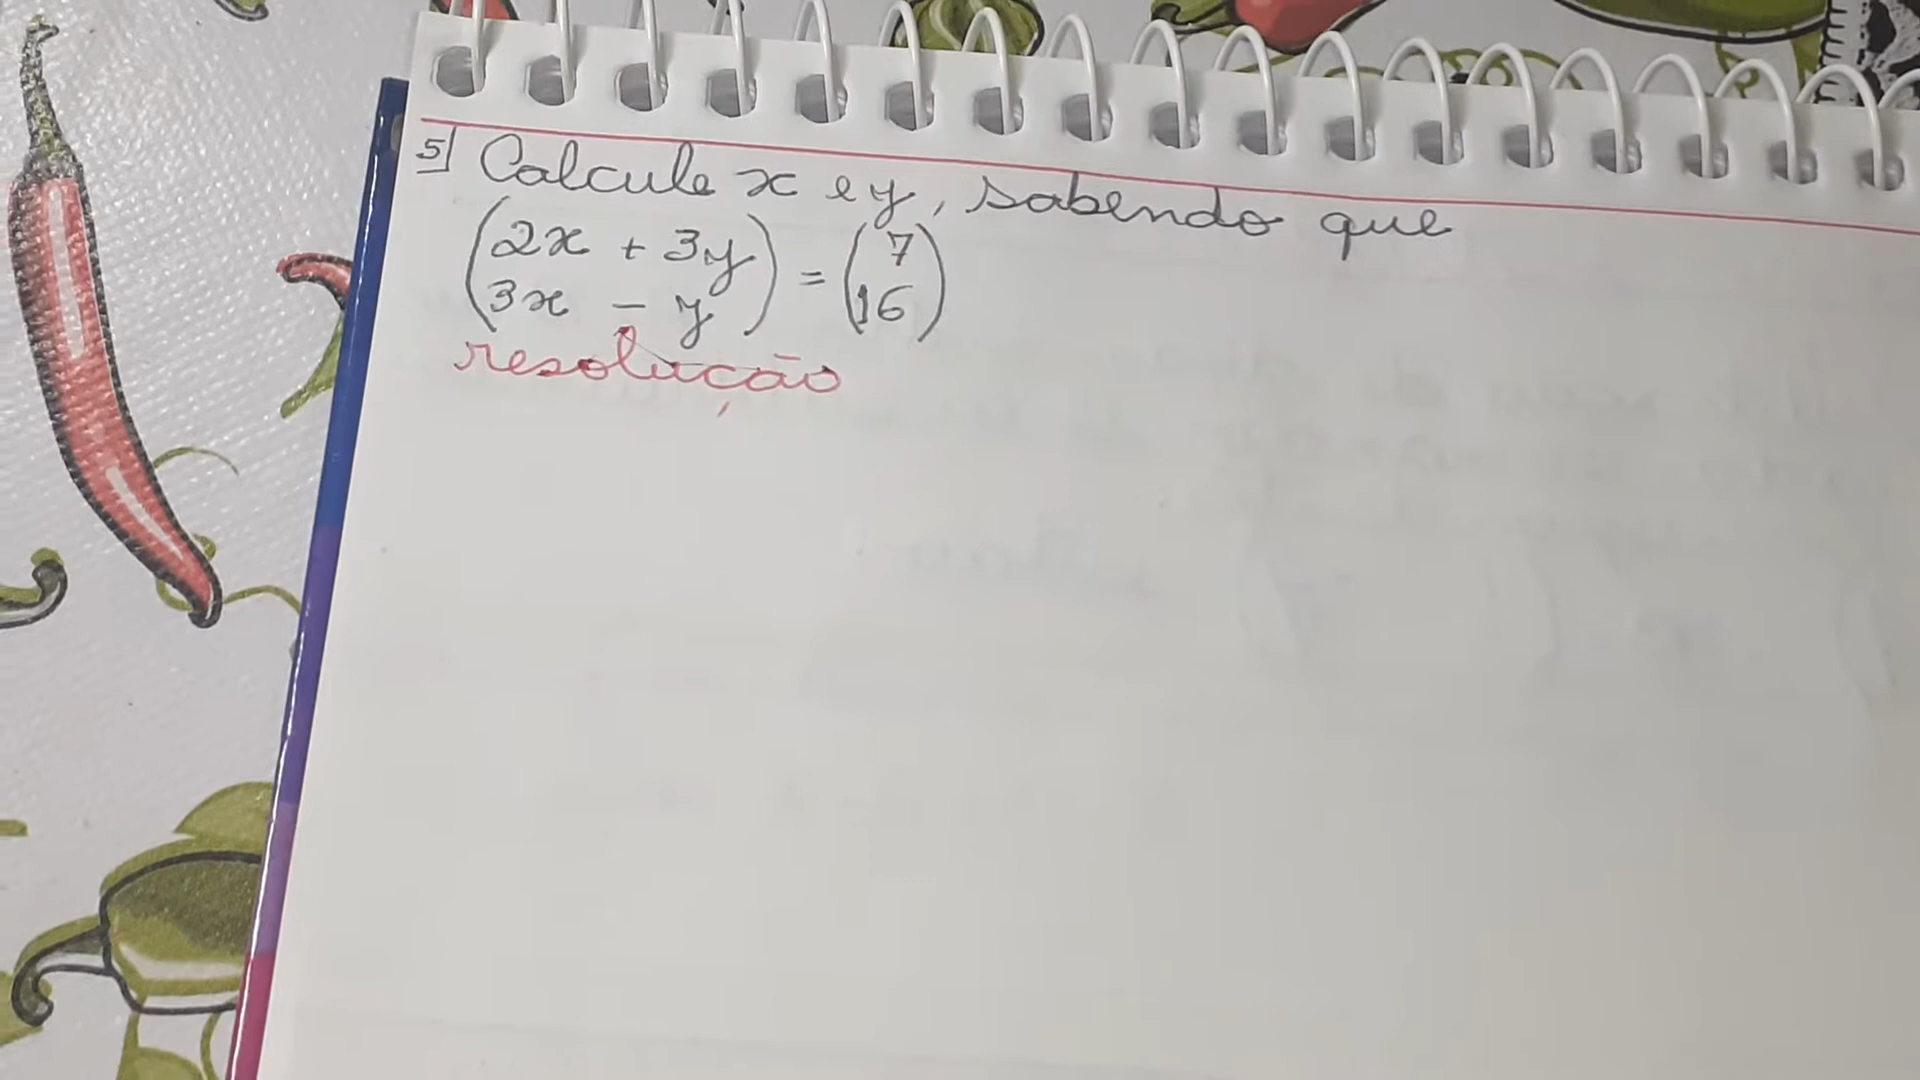 5] Calcule x e y, sabendo que
(2x + 3y) = (7)
(3x - y) (16)
resolução